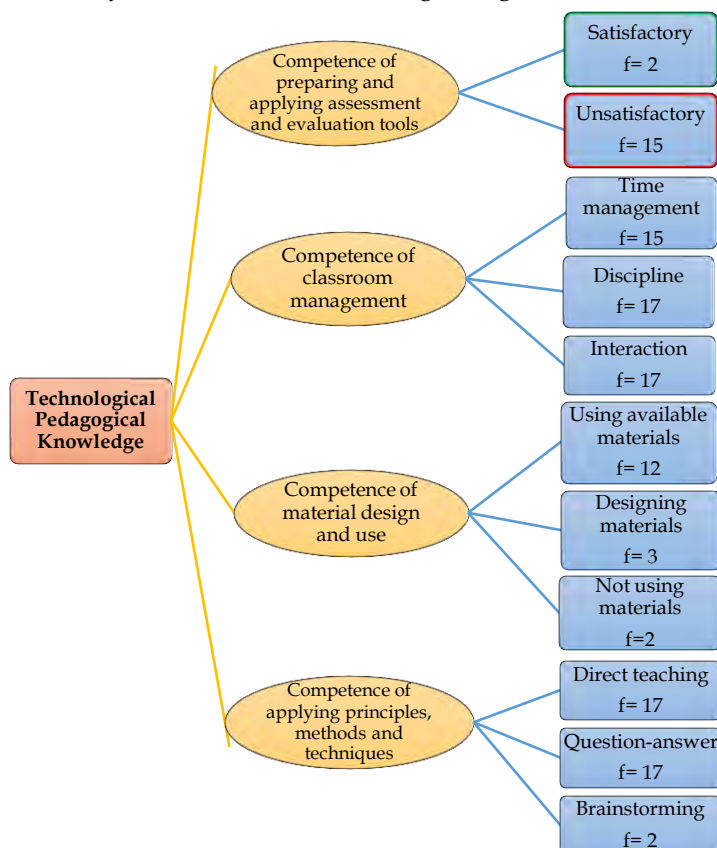 Satisfactory
f= 2
Competence of
preparing and
applying assessment
and evaluation tools
Unsatisfactory
f= 15
Time
management
f= 15
Competence of
classroom
management
Discipline
f= 17
Interaction
f= 17
Technological
Pedagogical
Knowledge
Using available
materials
f= 12
Competence of
material design
and use
Designing
materials
f= 3
Not using
materials
f=2
Competence of
applying principles,
methods and
techniques
Direct teaching
f= 17
Question-answer
f= 17
Brainstorming
f= 2